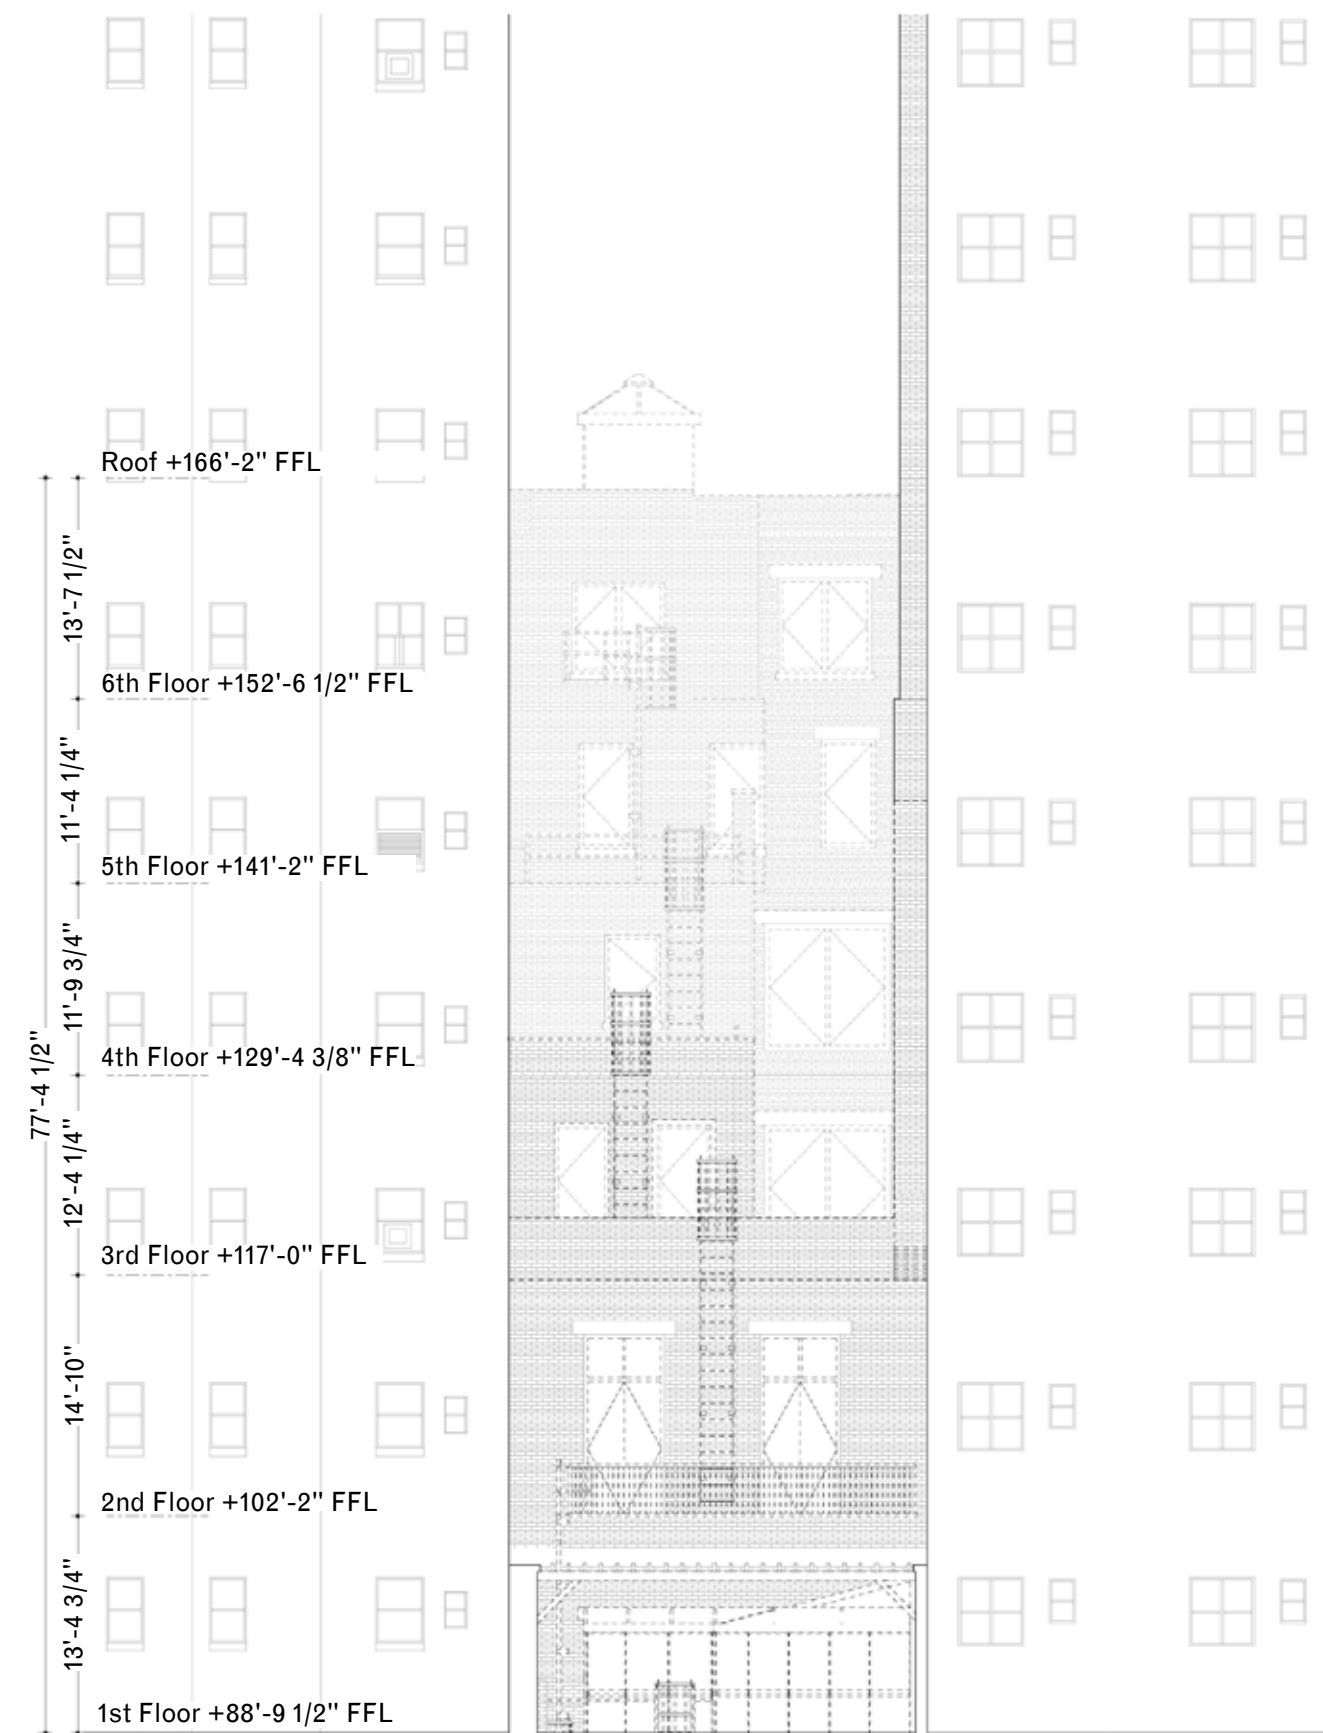 Roof +166'-2" FFL
13'-7 1/2"
6th Floor +152'-6 1/2" FFL
11'-4 1/4"
5th Floor +141'-2" FFL
11'-9 3/4"
4th Floor +129'-4 3/8" FFL
77'-4 1/2"
12'-4 1/4"
3rd Floor +117'-0" FFL
14'-10"
2nd Floor +102'-2" FFL
13'-4 3/4"
1st Floor +88'-9 1/2" FFL